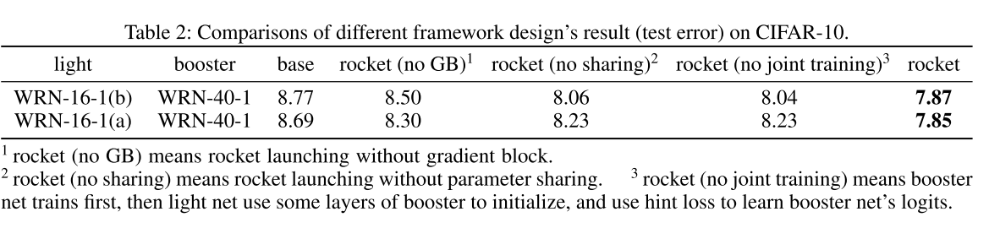 Table 2: Comparisons of different framework design's result (test error) on CIFAR-10.
light booster base rocket (no GB)¹ rocket (no sharing)² rocket (no joint training)³ rocket
WRN-16-1(b) WRN-40-1 8.77 8.50 8.06 8.04 7.87
WRN-16-1(a) WRN-40-1 8.69 8.30 8.23 8.23 7.85
¹ rocket (no GB) means rocket launching without gradient block.
² rocket (no sharing) means rocket launching without parameter sharing. ³ rocket (no joint training) means booster
net trains first, then light net use some layers of booster to initialize, and use hint loss to learn booster net's logits.